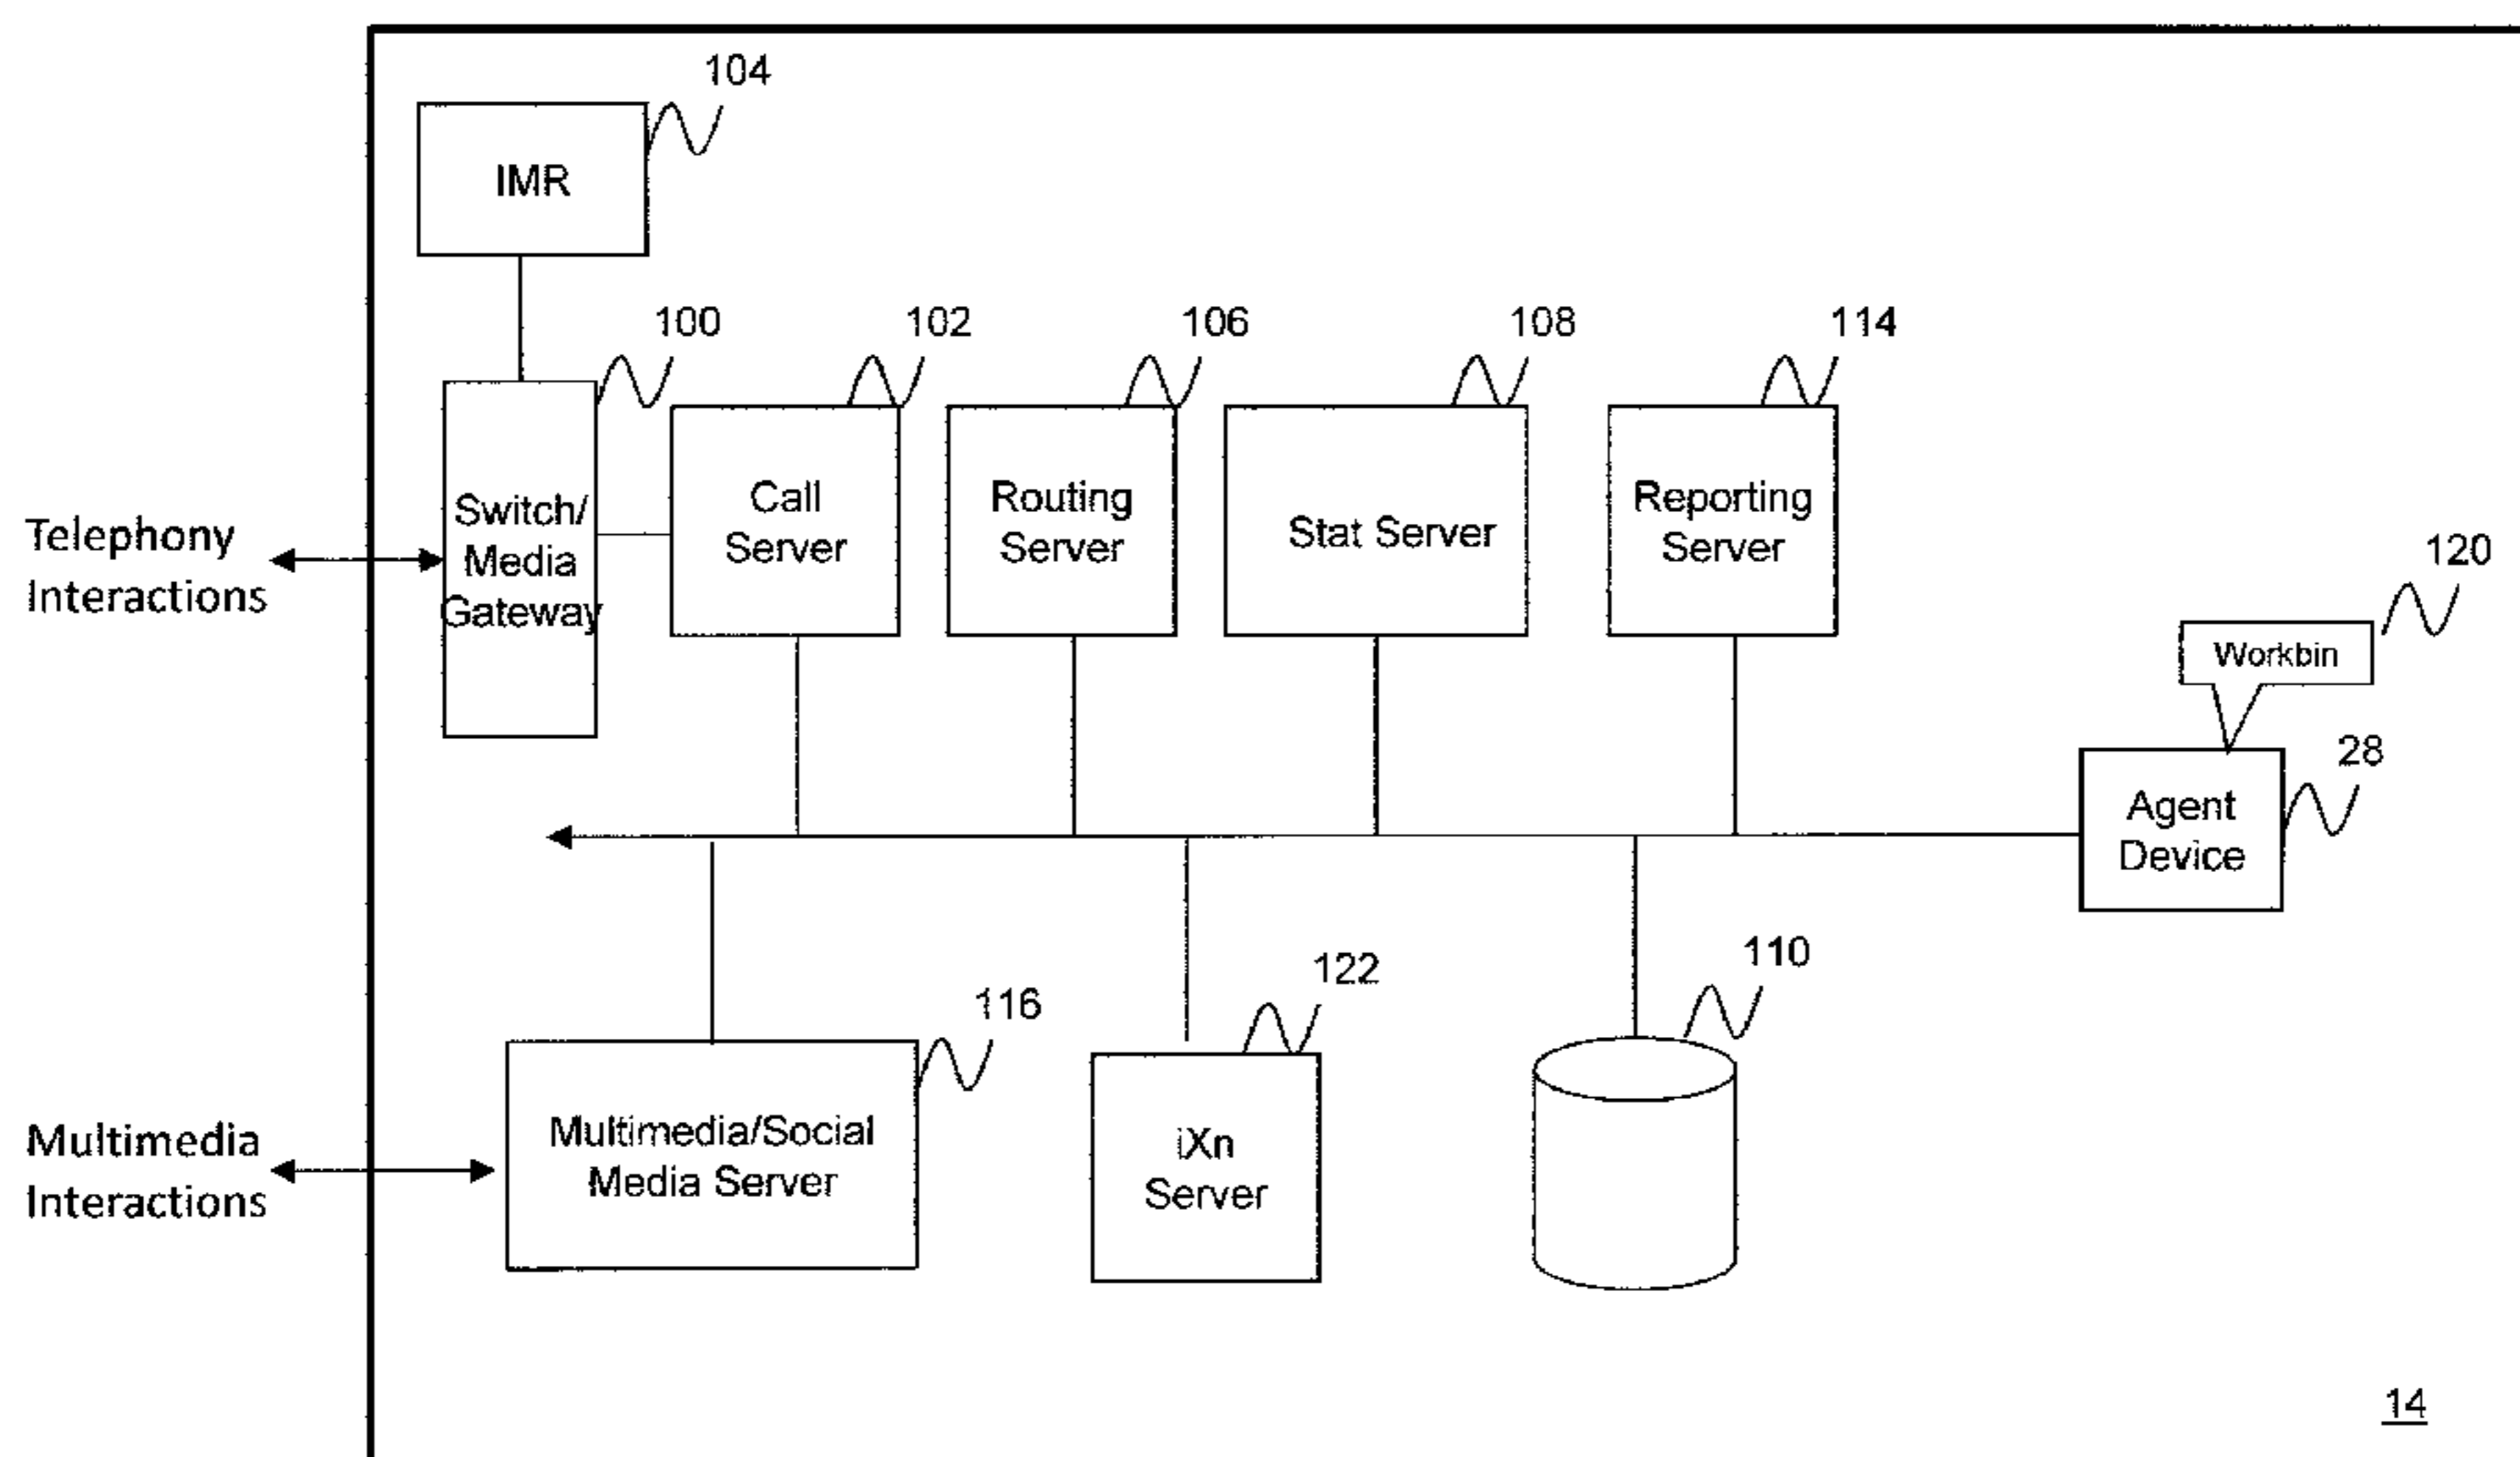 104
IMR
100
102
106
108
114
Switch/
Media
Gateway
Call
Server
Routing
Server
Stat Server
Reporting
Server
Telephony
Interactions
120
Workbin
28
Agent
Device
110
122
116
Multimedia/Social
Media Server
iXn
Server
Multimedia
Interactions
14